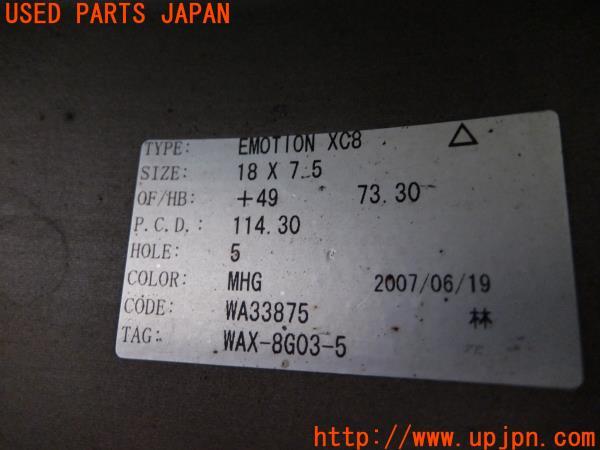 USED PARTS JAPAN
TYPE: EMOTION XC8 △
SIZE: 18 X 7.5
OF/HB: +49 73.30
P.C.D.: 114.30
HOLE: 5
COLOR: MHG 2007/06/19
CODE: WA33875 林
TAG: WAX-8G03-5
http://www.upjpn.com/